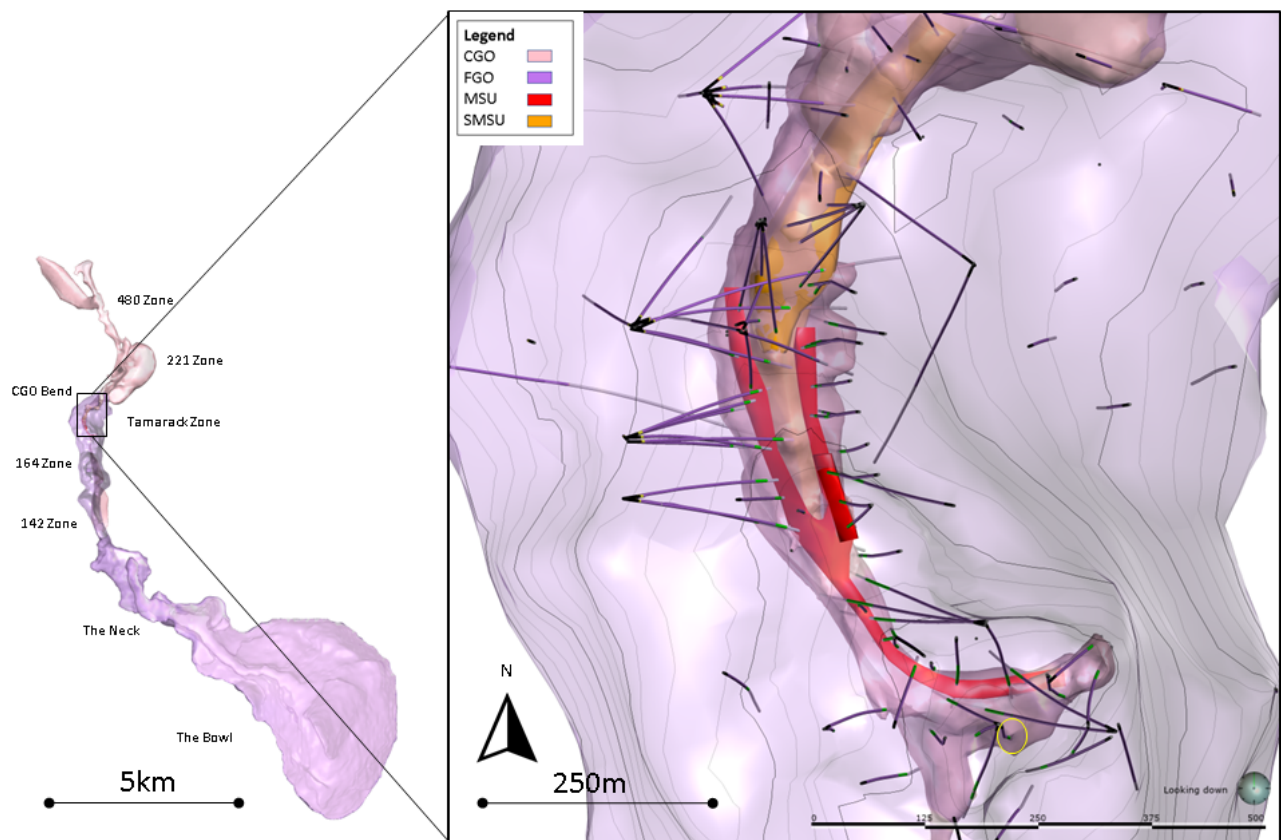 Legend
CGO
FGO
MSU
SMSU
480 Zone
221 Zone
CGO Bend
Tamarack Zone
164 Zone
142 Zone
The Neck
The Bowl
5km
N
250m
Looking down
0 125 250 375 500